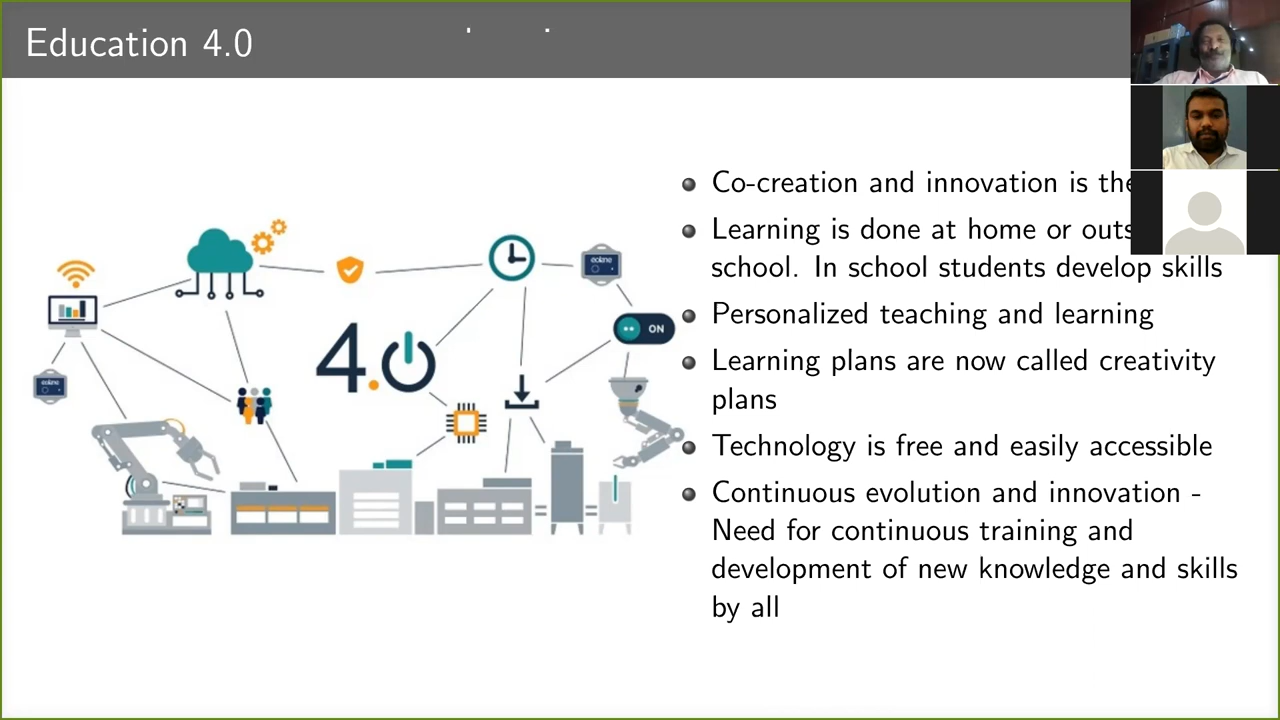 Education 4.0
Co-creation and innovation is the
Learning is done at home or
school. In school students develop skills
Personalized teaching and learning
Learning plans are now called creativity
plans
Technology is free and easily accessible
Continuous evolution and innovation -
Need for continuous training and
development of new knowledge and skills
by all
4.0
ON